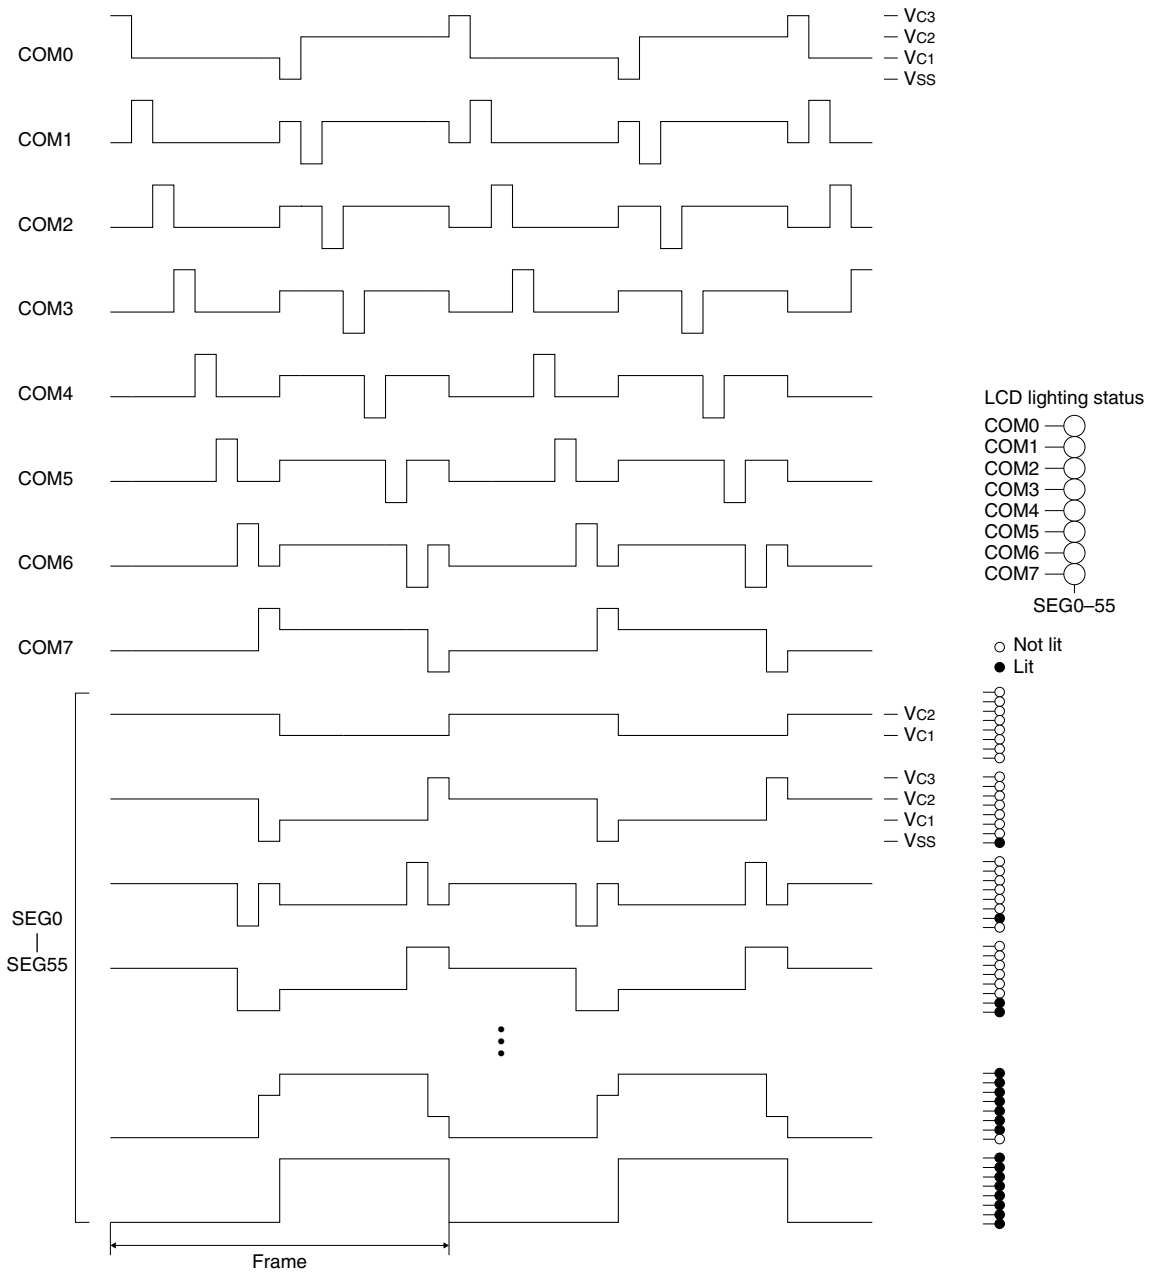 COM0
VC3
VC2
VC1
VSS
COM1
COM2
COM3
COM4
COM5
COM6
COM7
LCD lighting status
COM0
COM1
COM2
COM3
COM4
COM5
COM6
COM7
SEG0–55
Not lit
Lit
VC2
VC1
VC3
VC2
VC1
VSS
SEG0
SEG55
Frame